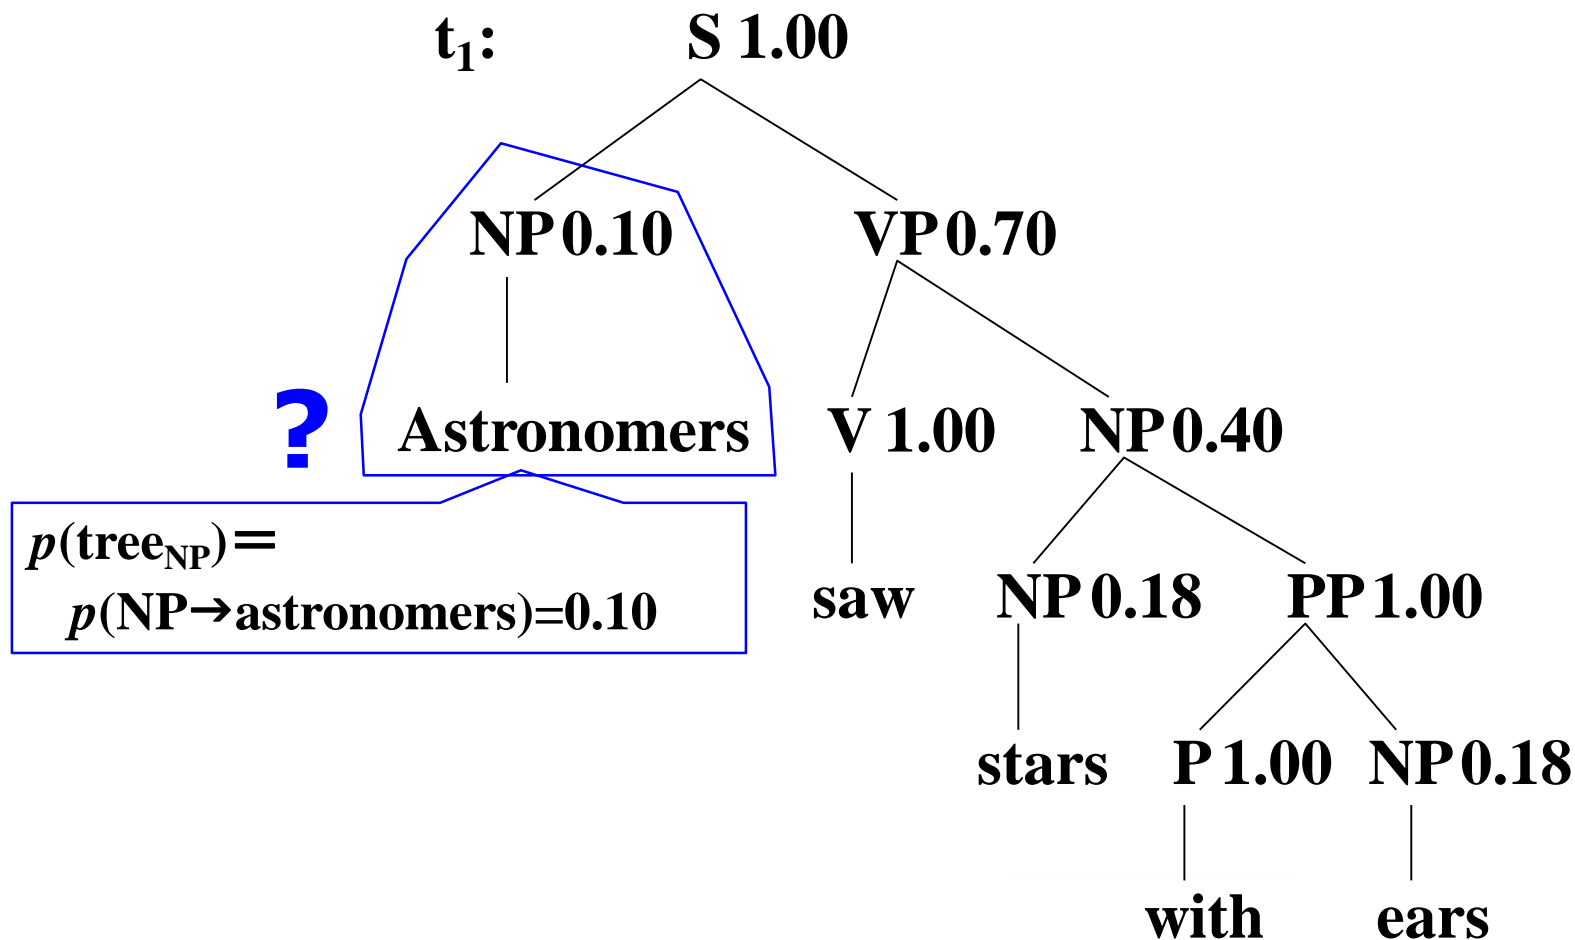 t₁: S 1.00
NP 0.10 VP 0.70
? Astronomers V 1.00 NP 0.40
p(tree_NP)=
p(NP→astronomers)=0.10
saw NP 0.18 PP 1.00
stars P 1.00 NP 0.18
with ears